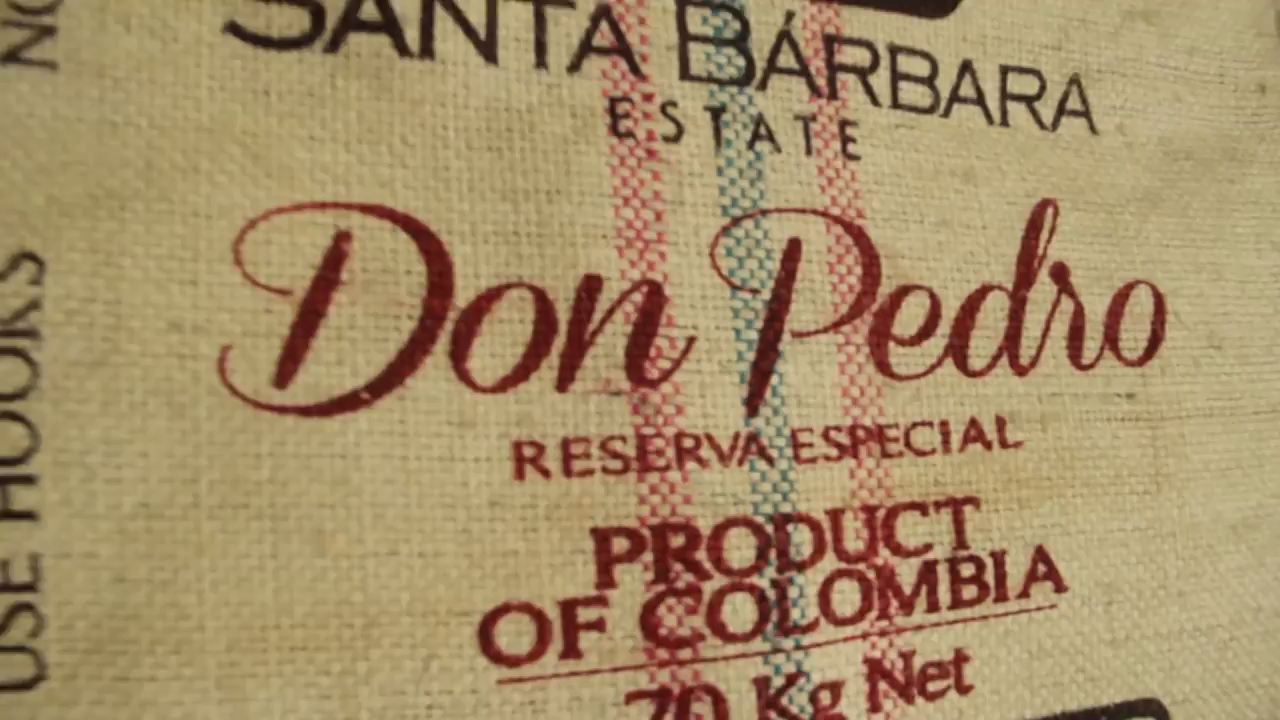 SANTA BÁRBARA
ESTATE
Don Pedro
RESERVA ESPECIAL
PRODUCT
OF COLOMBIA
70 Kg Net
USE HOOKS NO